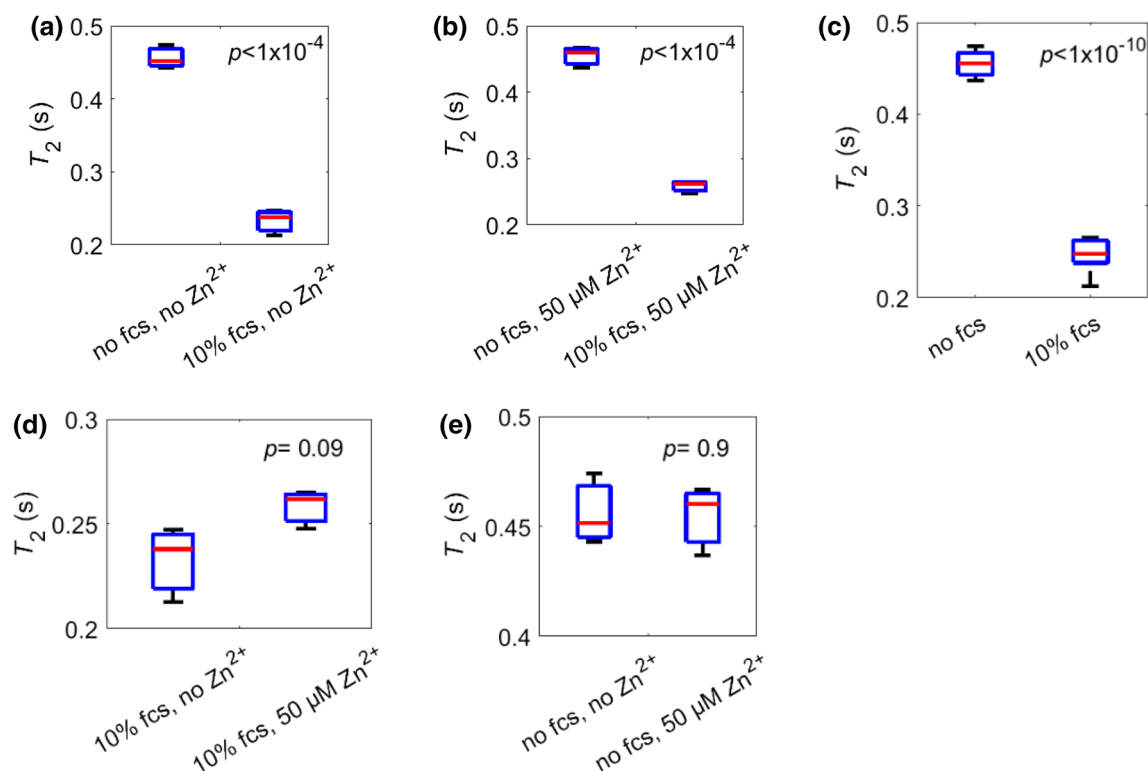 (a)
0.5
0.4
0.3
0.2
T₂ (s)
p<1x10⁻⁴
no fcs, no Zn²⁺
10% fcs, no Zn²⁺
(b)
0.5
0.4
0.3
0.2
T₂ (s)
p<1x10⁻⁴
no fcs, 50 µM Zn²⁺
10% fcs, 50 µM Zn²⁺
(c)
0.5
0.4
0.3
0.2
T₂ (s)
p<1x10⁻¹⁰
no fcs
10% fcs
(d)
0.3
0.25
0.2
T₂ (s)
p= 0.09
10% fcs, no Zn²⁺
10% fcs, 50 µM Zn²⁺
(e)
0.5
0.45
0.4
T₂ (s)
p= 0.9
no fcs, no Zn²⁺
no fcs, 50 µM Zn²⁺